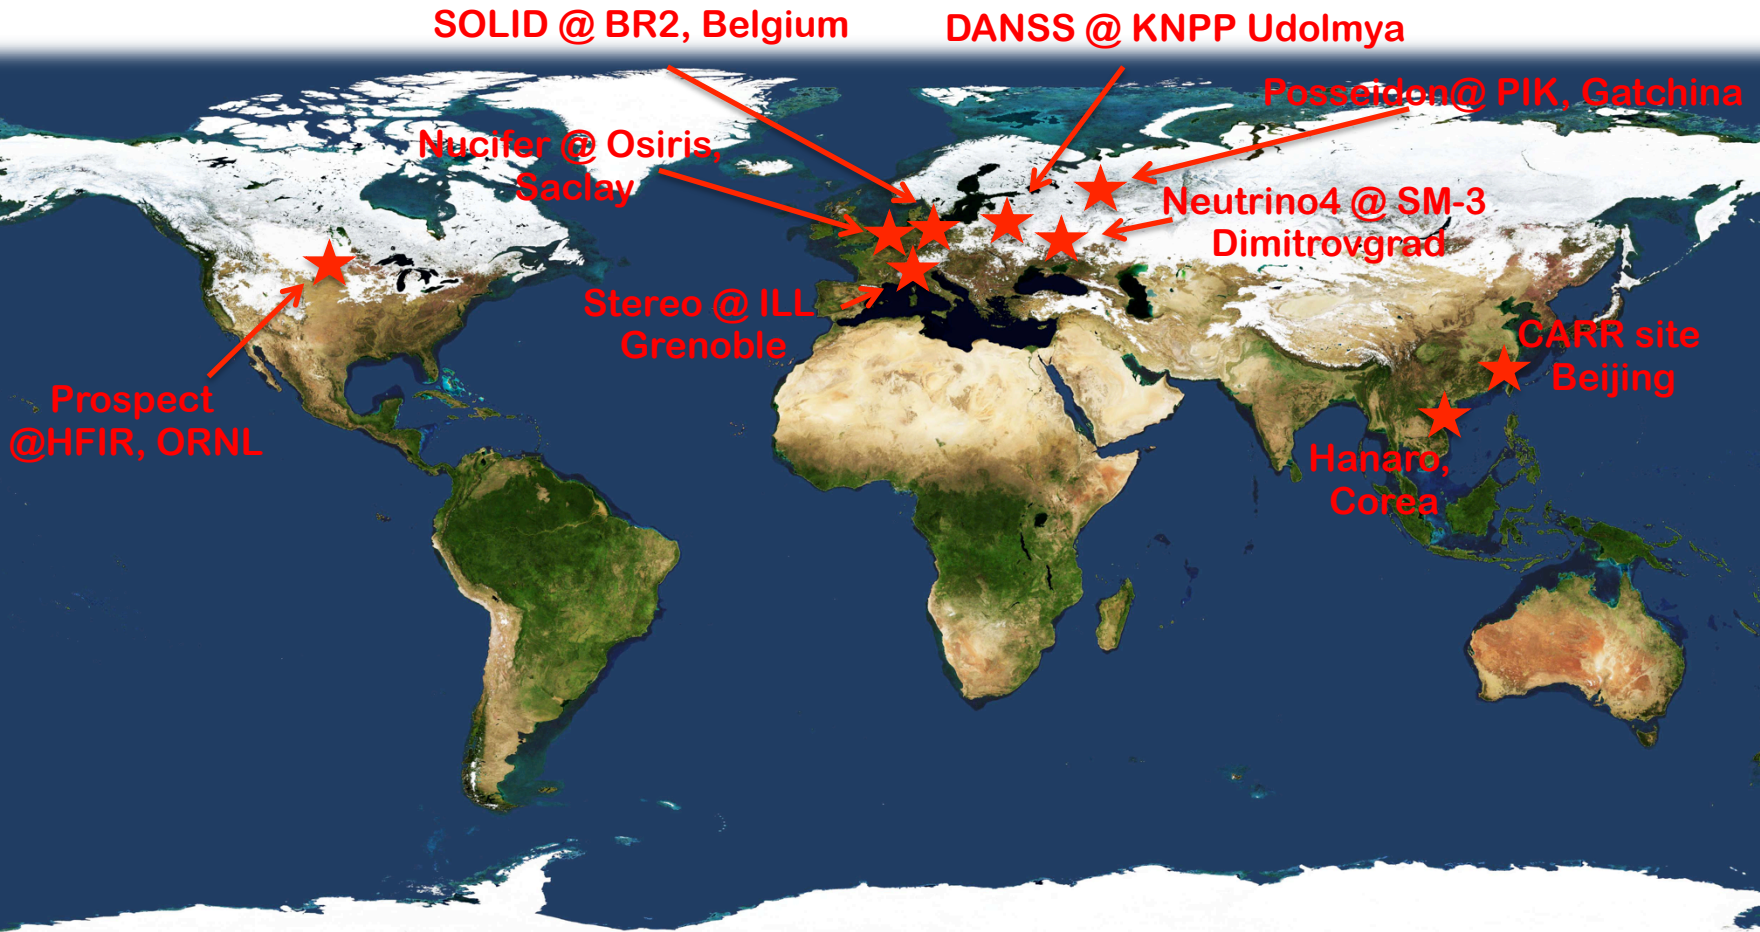 SOLID @ BR2, Belgium
DANSS @ KNPP Udolmya
Posseidon@ PIK, Gatchina
Nucifer @ Osiris,
Saclay
Neutrino4 @ SM-3
Dimitrovgrad
Stereo @ ILL
Grenoble
CARR site
Beijing
Prospect
@HFIR, ORNL
Hanaro,
Corea